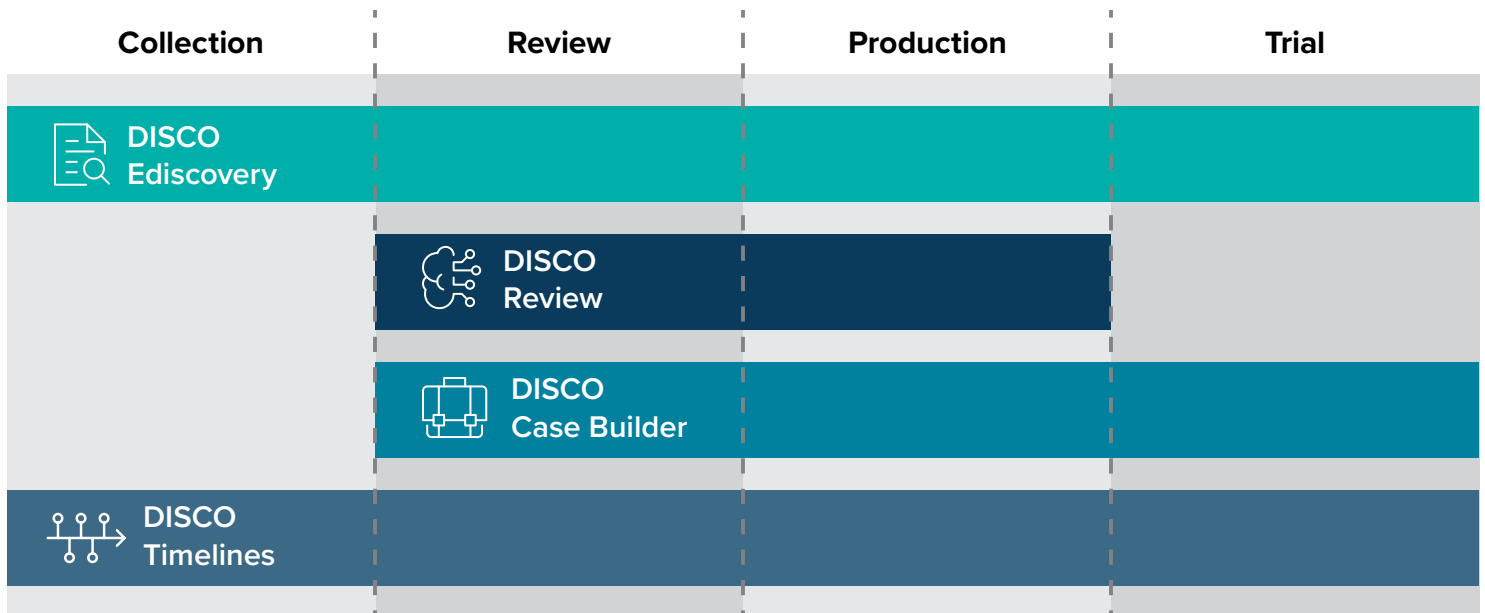 Collection Review Production Trial
DISCO
Ediscovery
DISCO
Review
DISCO
Case Builder
DISCO
Timelines